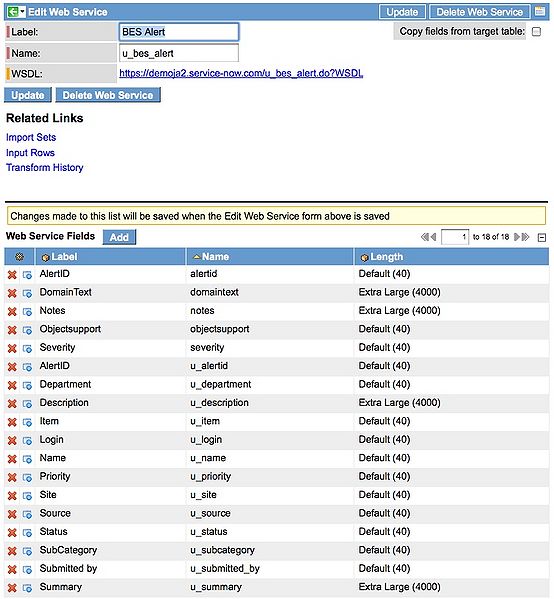 Edit Web Service Update Delete Web Service
Label: BES Alert Copy fields from target table:
Name: u_bes_alert
WSDL: https://demoja2.service-now.com/u_bes_alert.do?WSDL
Update Delete Web Service
Related Links
Import Sets
Input Rows
Transform History
Changes made to this list will be saved when the Edit Web Service form above is saved
Web Service Fields Add 1 to 18 of 18
Label Name Length
AlertID alertid Default (40)
DomainText domaintext Extra Large (4000)
Notes notes Extra Large (4000)
Objectsupport objectsupport Default (40)
Severity severity Default (40)
AlertID u_alertid Default (40)
Department u_department Default (40)
Description u_description Extra Large (4000)
Item u_item Default (40)
Login u_login Default (40)
Name u_name Default (40)
Priority u_priority Default (40)
Site u_site Default (40)
Source u_source Default (40)
Status u_status Default (40)
SubCategory u_subcategory Default (40)
Submitted by u_submitted_by Default (40)
Summary u_summary Extra Large (4000)